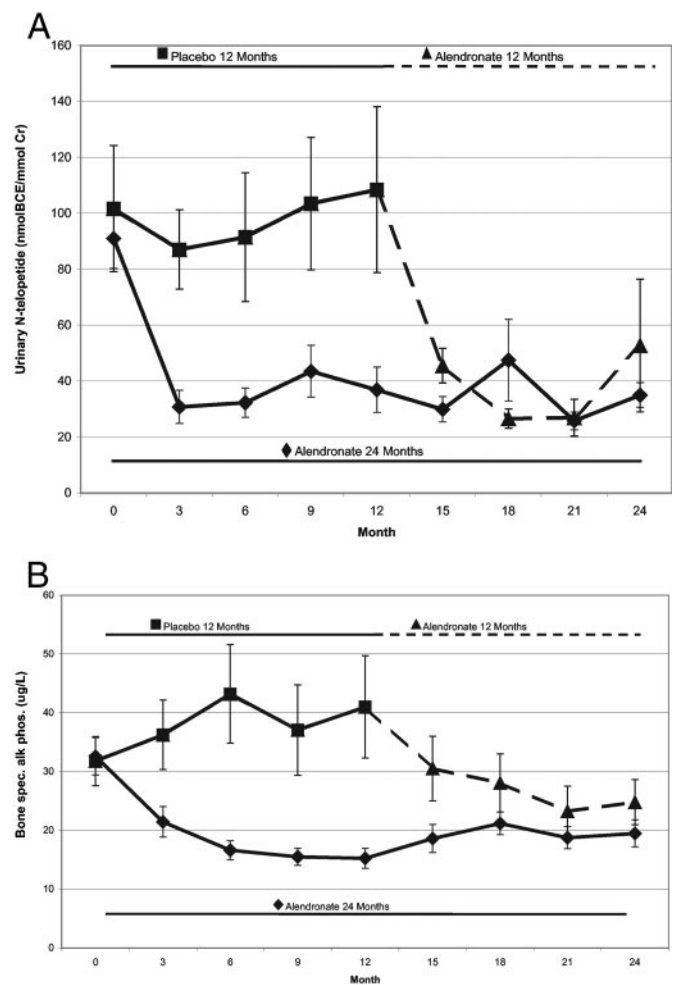 A
160
Placebo 12 Months
Alendronate 12 Months
140
120
100
80
60
40
20
0
Urinary N-telopetide (nmolBCE/mmol Cr)
Alendronate 24 Months
0 3 6 9 12 15 18 21 24
Month
B
60
Placebo 12 Months
Alendronate 12 Months
50
40
30
20
10
0
Bone spec. alk phos. (ug/L)
Alendronate 24 Months
0 3 6 9 12 15 18 21 24
Month